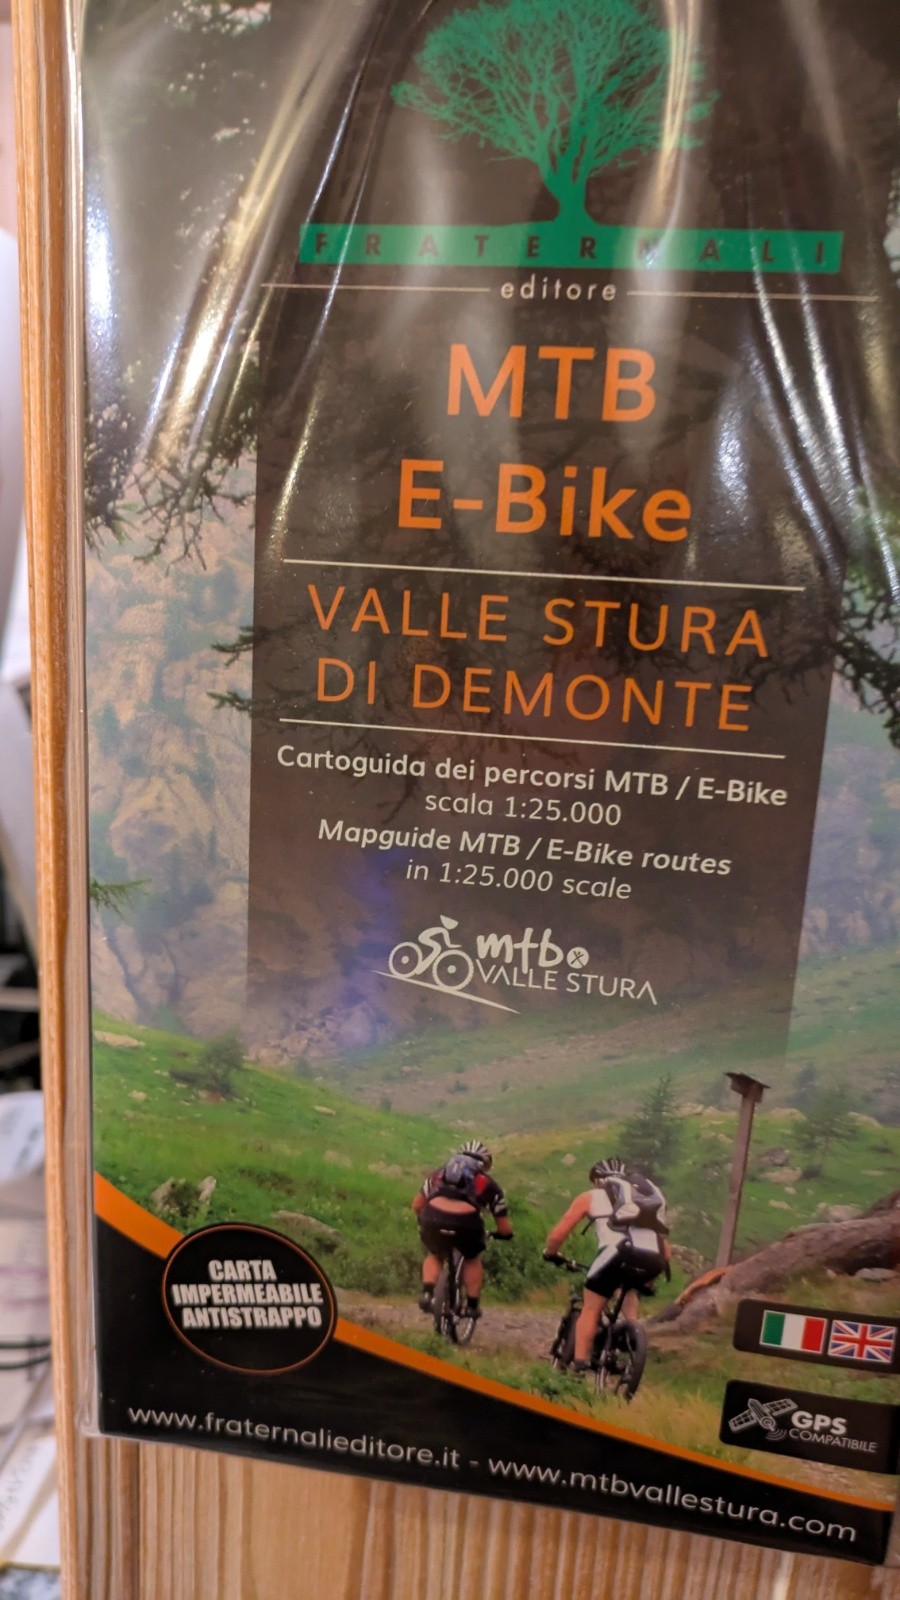 FRATERNALI
editore
MTB
E-Bike
VALLE STURA
DI DEMONTE
Cartoguida dei percorsi MTB / E-Bike
scala 1:25.000
Mapguide MTB / E-Bike routes
in 1:25.000 scale
mtb
VALLE STURA
CARTA
IMPERMEABILE
ANTISTRAPPO
GPS
COMPATIBILE
www.fraternalieditore.it - www.mtbvallestura.com